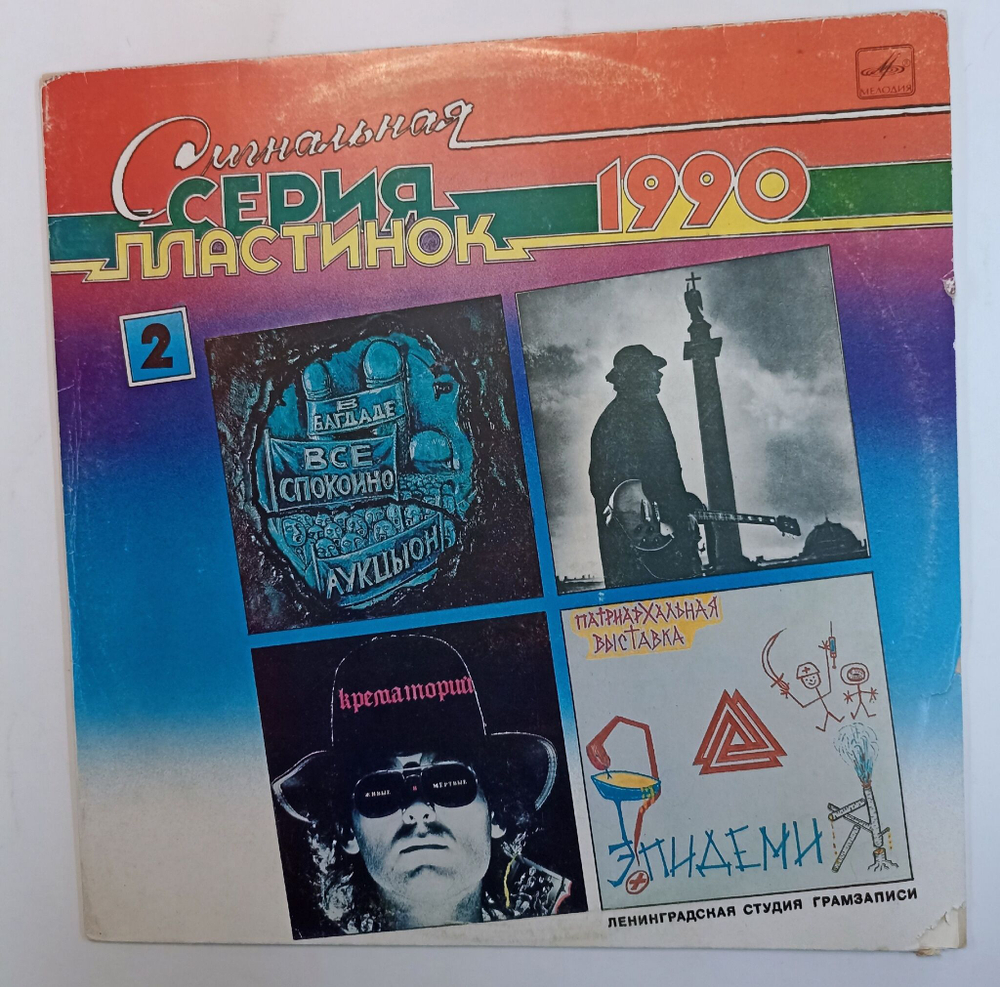 МЕЛОДИЯ
Сигнальная
СЕРИЯ
ПЛАСТИНОК
1990
2
В
БАГДАДЕ
ВСЕ
СПОКОЙНО
АУКЦЫОН
крематорий
ЖИВЫЕ И МЁРТВЫЕ
ПАТРИАРХАЛЬНАЯ
ВЫСТАВКА
ЭПИДЕМИЯ
ЛЕНИНГРАДСКАЯ СТУДИЯ ГРАМЗАПИСИ